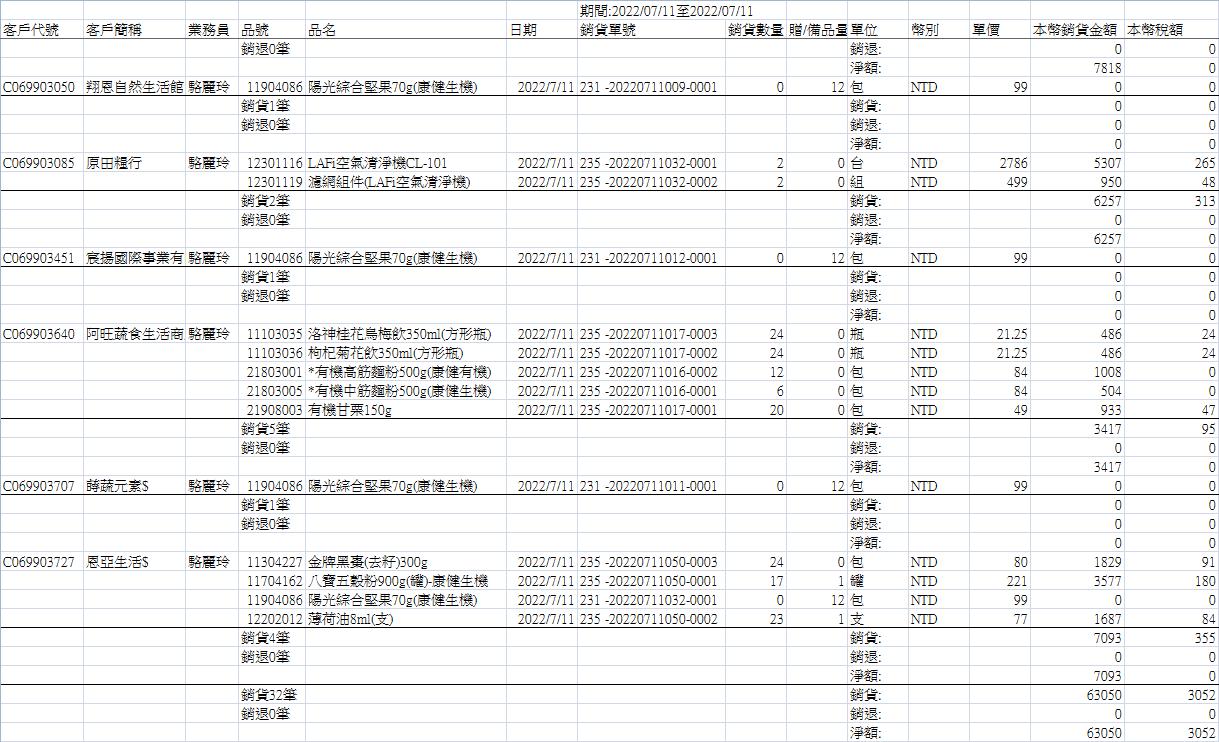 期間:2022/07/11至2022/07/11
客戶代號 客戶簡稱 業務員 品號 品名 日期 銷貨單號 銷貨數量 贈/備品量 單位 幣別 單價 本幣銷貨金額 本幣稅額
銷退0筆 銷退: 0 0
淨額: 7818 0
C069903050 翔恩自然生活館 駱麗玲 11904086 陽光綜合堅果70g(康健生機) 2022/7/11 231 -20220711009-0001 0 12 包 NTD 99 0 0
銷貨1筆 銷貨: 0 0
銷退0筆 銷退: 0 0
淨額: 0 0
C069903085 原田糧行 駱麗玲 12301116 LAFi空氣清淨機CL-101 2022/7/11 235 -20220711032-0001 2 0 台 NTD 2786 5307 265
12301119 濾網組件(LAFi空氣清淨機) 2022/7/11 235 -20220711032-0002 2 0 組 NTD 499 950 48
銷貨2筆 銷貨: 6257 313
銷退0筆 銷退: 0 0
淨額: 6257 0
C069903451 宸揚國際事業有 駱麗玲 11904086 陽光綜合堅果70g(康健生機) 2022/7/11 231 -20220711012-0001 0 12 包 NTD 99 0 0
銷貨1筆 銷貨: 0 0
銷退0筆 銷退: 0 0
淨額: 0 0
C069903640 阿旺蔬食生活商 駱麗玲 11103035 洛神桂花烏梅飲350ml(方形瓶) 2022/7/11 235 -20220711017-0003 24 0 瓶 NTD 21.25 486 24
11103036 枸杞菊花飲350ml(方形瓶) 2022/7/11 235 -20220711017-0002 24 0 瓶 NTD 21.25 486 24
21803001 *有機高筋麵粉500g(康健有機) 2022/7/11 235 -20220711016-0002 12 0 包 NTD 84 1008 0
21803005 *有機中筋麵粉500g(康健生機) 2022/7/11 235 -20220711016-0001 6 0 包 NTD 84 504 0
21908003 有機甘栗150g 2022/7/11 235 -20220711017-0001 20 0 包 NTD 49 933 47
銷貨5筆 銷貨: 3417 95
銷退0筆 銷退: 0 0
淨額: 3417 0
C069903707 蒔蔬元素$ 駱麗玲 11904086 陽光綜合堅果70g(康健生機) 2022/7/11 231 -20220711011-0001 0 12 包 NTD 99 0 0
銷貨1筆 銷貨: 0 0
銷退0筆 銷退: 0 0
淨額: 0 0
C069903727 恩亞生活$ 駱麗玲 11304227 金牌黑棗(去籽)300g 2022/7/11 235 -20220711050-0003 24 0 包 NTD 80 1829 91
11704162 八寶五穀粉900g(罐)-康健生機 2022/7/11 235 -20220711050-0001 17 1 罐 NTD 221 3577 180
11904086 陽光綜合堅果70g(康健生機) 2022/7/11 231 -20220711032-0001 0 12 包 NTD 99 0 0
12202012 薄荷油8ml(支) 2022/7/11 235 -20220711050-0002 23 1 支 NTD 77 1687 84
銷貨4筆 銷貨: 7093 355
銷退0筆 銷退: 0 0
淨額: 7093 0
銷貨32筆 銷貨: 63050 3052
銷退0筆 銷退: 0 0
淨額: 63050 3052